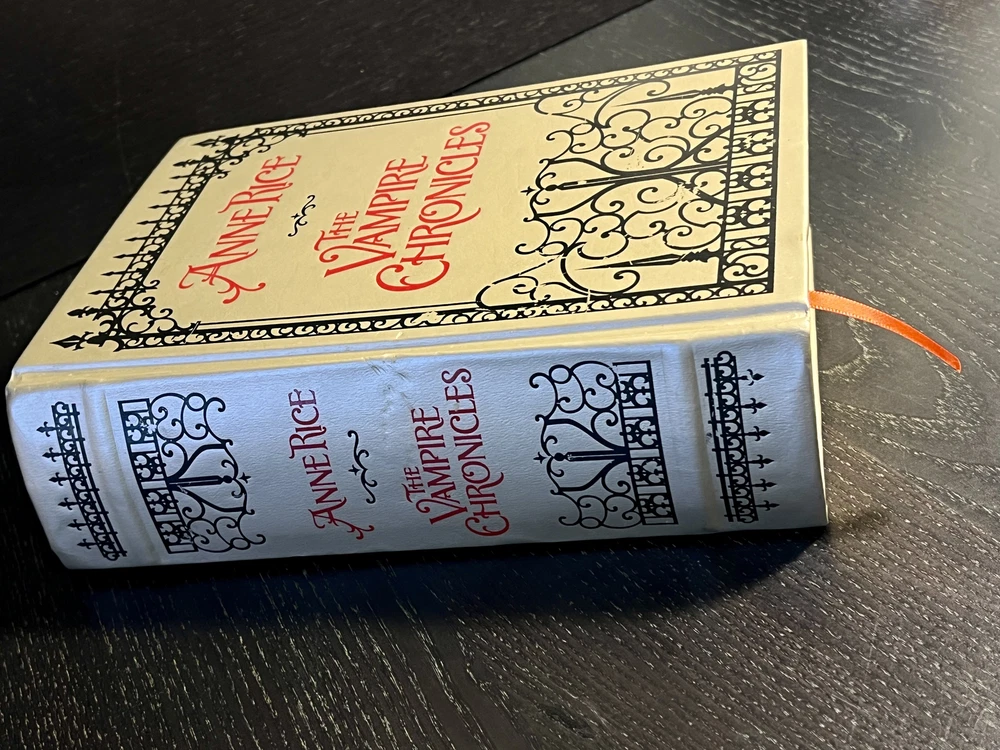 ANNE RICE
THE
VAMPIRE
CHRONICLES
ANNE RICE
THE
VAMPIRE
CHRONICLES